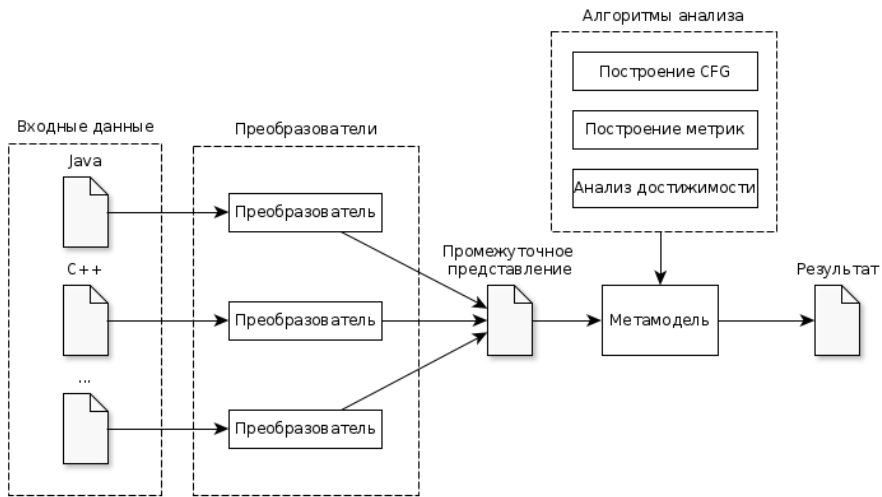 Алгоритмы анализа
Построение CFG
Построение метрик
Анализ достижимости
Входные данные
Преобразователи
Java
Преобразователь
C++
Преобразователь
...
Преобразователь
Промежуточное
представление
Метамодель
Результат